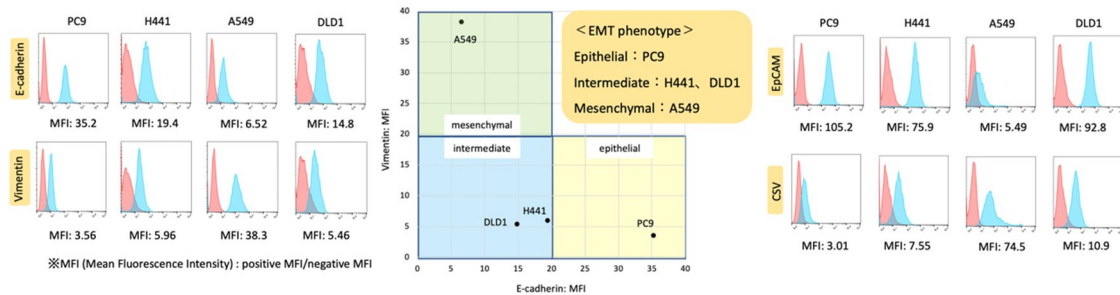 PC9 H441 A549 DLD1
E-cadherin
MFI: 35.2 MFI: 19.4 MFI: 6.52 MFI: 14.8
Vimentin
MFI: 3.56 MFI: 5.96 MFI: 38.3 MFI: 5.46
※MFI (Mean Fluorescence Intensity) : positive MFI/negative MFI
Vimentin: MFI
40
35
30
25
20
15
10
5
0
A549
mesenchymal
intermediate
epithelial
DLD1
H441
PC9
0 5 10 15 20 25 30 35 40
E-cadherin: MFI
＜EMT phenotype＞
Epithelial：PC9
Intermediate：H441、DLD1
Mesenchymal：A549
PC9 H441 A549 DLD1
EpCAM
MFI: 105.2 MFI: 75.9 MFI: 5.49 MFI: 92.8
CSV
MFI: 3.01 MFI: 7.55 MFI: 74.5 MFI: 10.9